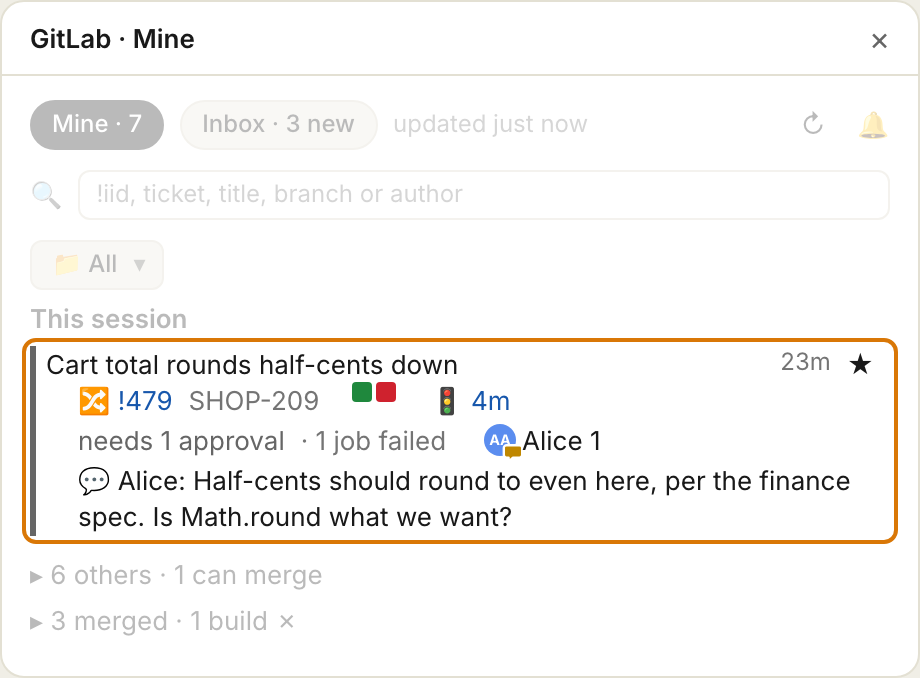 GitLab · Mine ×
Mine · 7 Inbox · 3 new updated just now
!iid, ticket, title, branch or author
All ▾
This session
Cart total rounds half-cents down 23m ★
!479 SHOP-209 4m
needs 1 approval · 1 job failed AA Alice 1
Alice: Half-cents should round to even here, per the finance
spec. Is Math.round what we want?
▸ 6 others · 1 can merge
▸ 3 merged · 1 build ×